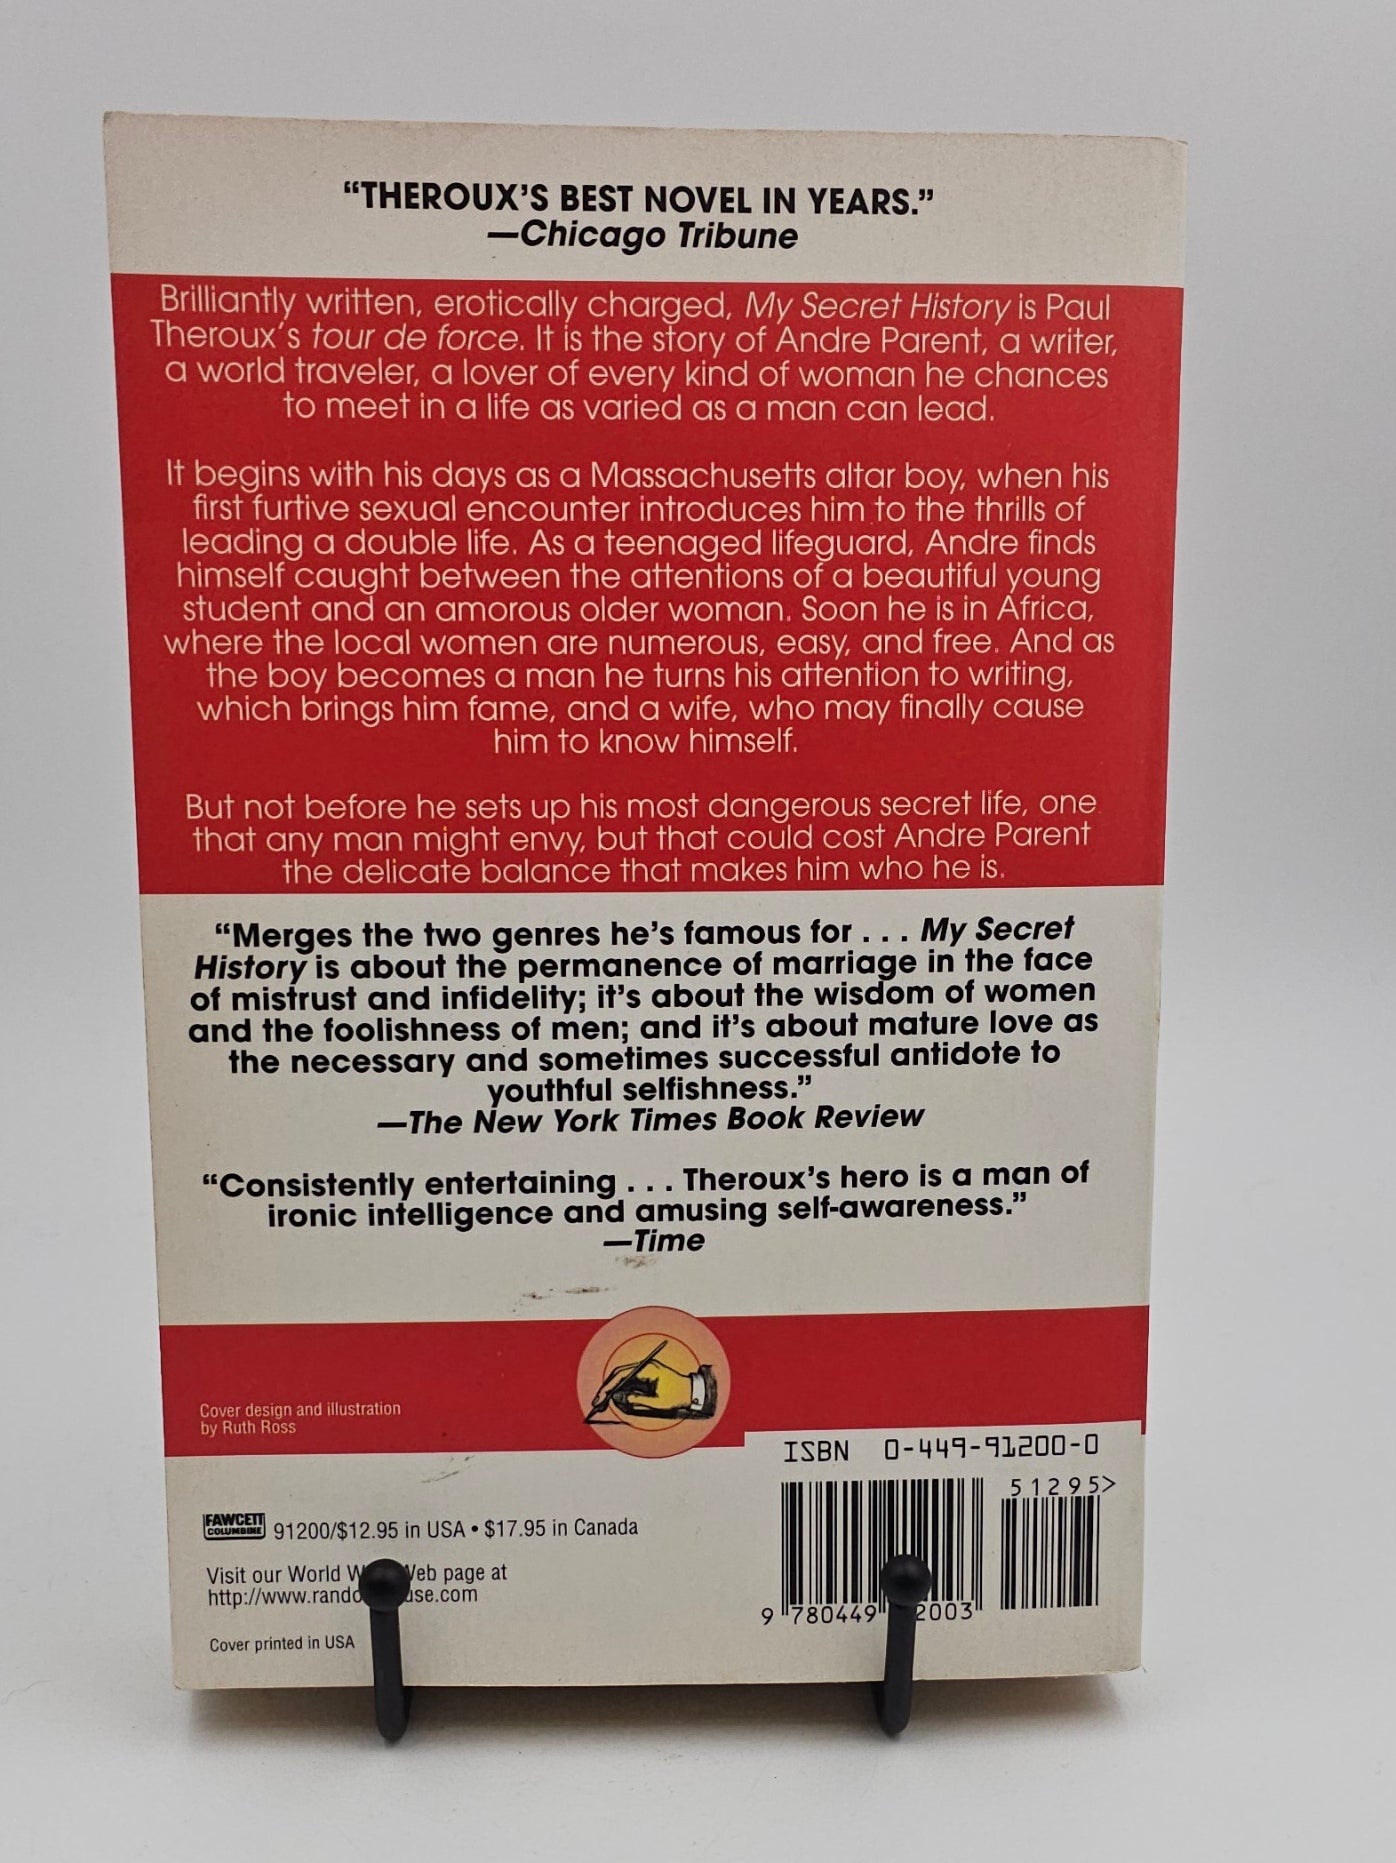 “THEROUX’S BEST NOVEL IN YEARS.”
—Chicago Tribune
Brilliantly written, erotically charged, My Secret History is Paul
Theroux’s tour de force. It is the story of Andre Parent, a writer,
a world traveler, a lover of every kind of woman he chances
to meet in a life as varied as a man can lead.
It begins with his days as a Massachusetts altar boy, when his
first furtive sexual encounter introduces him to the thrills of
leading a double life. As a teenaged lifeguard, Andre finds
himself caught between the attentions of a beautiful young
student and an amorous older woman. Soon he is in Africa,
where the local women are numerous, easy, and free. And as
the boy becomes a man he turns his attention to writing,
which brings him fame, and a wife, who may finally cause
him to know himself.
But not before he sets up his most dangerous secret life, one
that any man might envy, but that could cost Andre Parent
the delicate balance that makes him who he is.
“Merges the two genres he’s famous for . . . My Secret
History is about the permanence of marriage in the face
of mistrust and infidelity; it’s about the wisdom of women
and the foolishness of men; and it’s about mature love as
the necessary and sometimes successful antidote to
youthful selfishness.”
—The New York Times Book Review
“Consistently entertaining . . . Theroux’s hero is a man of
ironic intelligence and amusing self-awareness.”
—Time
Cover design and illustration
by Ruth Ross
ISBN 0-449-91200-0
51295>
9 780449 2003
FAWCETT
COLUMBINE
91200/$12.95 in USA • $17.95 in Canada
Visit our World Web page at
Cover printed in USA